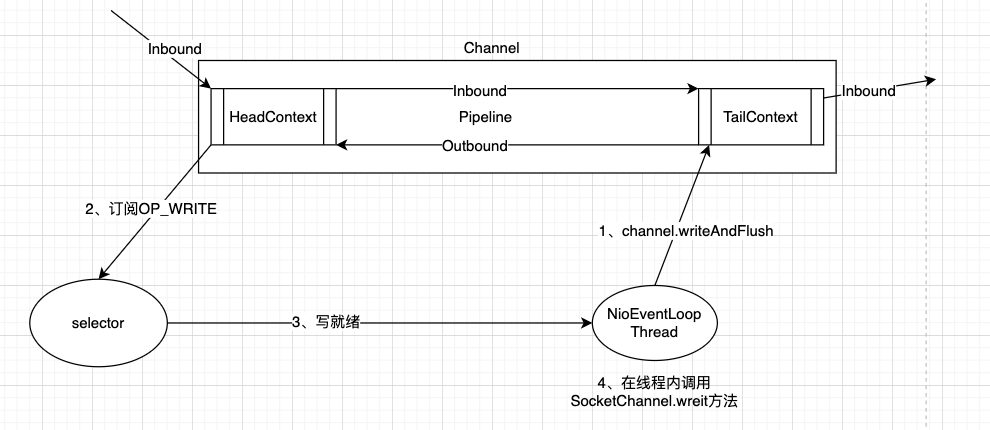 Inbound
Channel
Inbound
Inbound
HeadContext
Pipeline
TailContext
Outbound
2、订阅OP_WRITE
1、channel.writeAndFlush
selector
3、写就绪
NioEventLoop
Thread
4、在线程内调用
SocketChannel.wreit方法